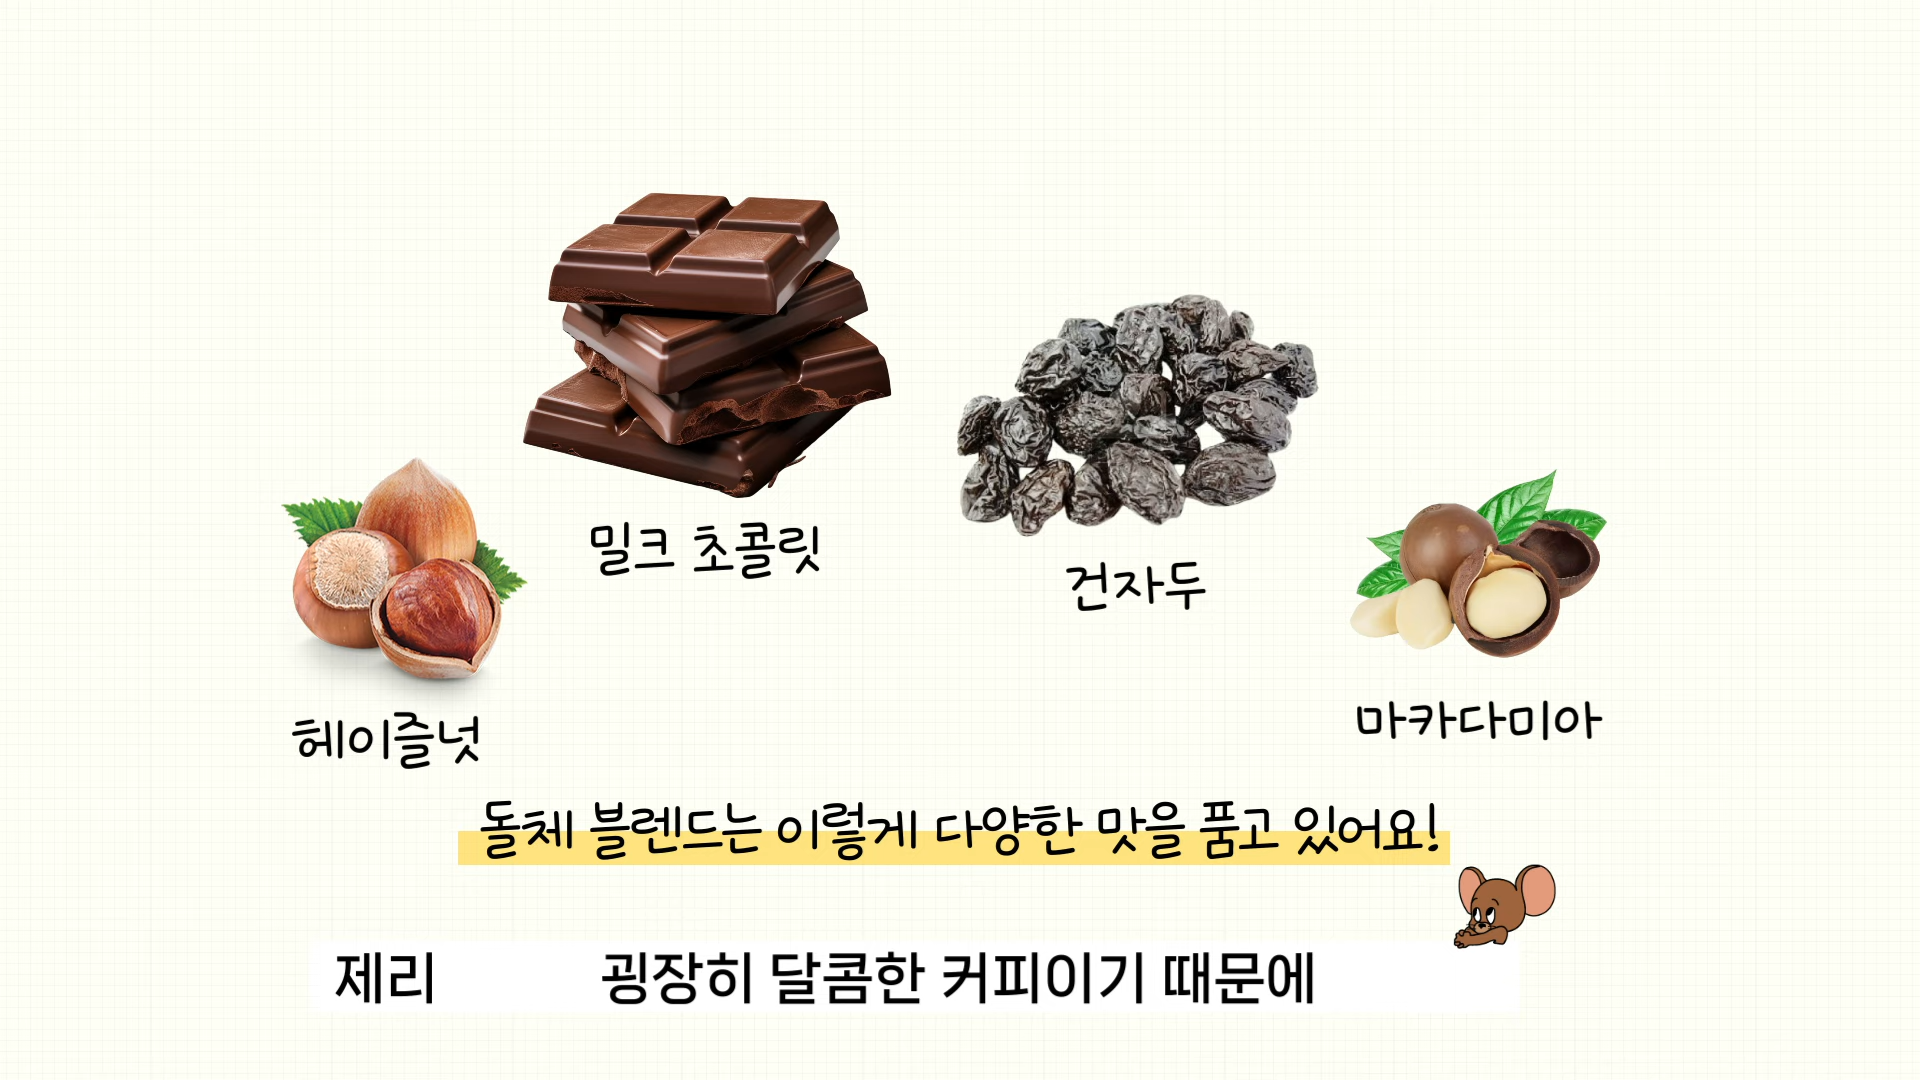 밀크 초콜릿
건자두
헤이즐넛
마카다미아
돌체 블렌드는 이렇게 다양한 맛을 품고 있어요!
제리 굉장히 달콤한 커피이기 때문에